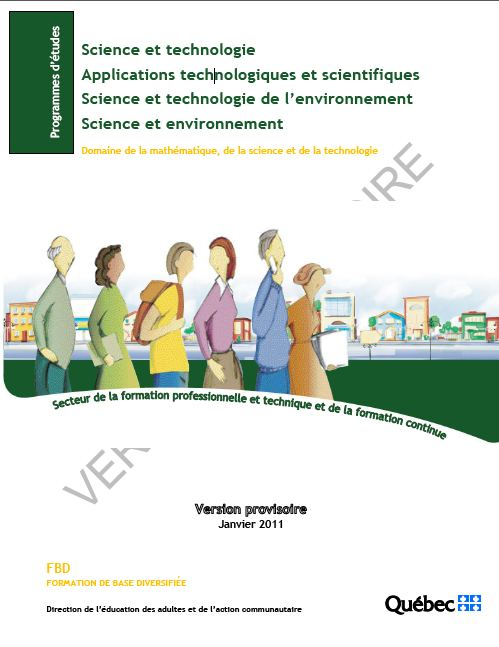 Programmes d'études
Science et technologie
Applications technologiques et scientifiques
Science et technologie de l'environnement
Science et environnement
Domaine de la mathématique, de la science et de la technologie
Secteur de la formation professionnelle et technique et de la formation continue
Version provisoire
Janvier 2011
FBD
FORMATION DE BASE DIVERSIFIÉE
Direction de l'éducation des adultes et de l'action communautaire
Québec